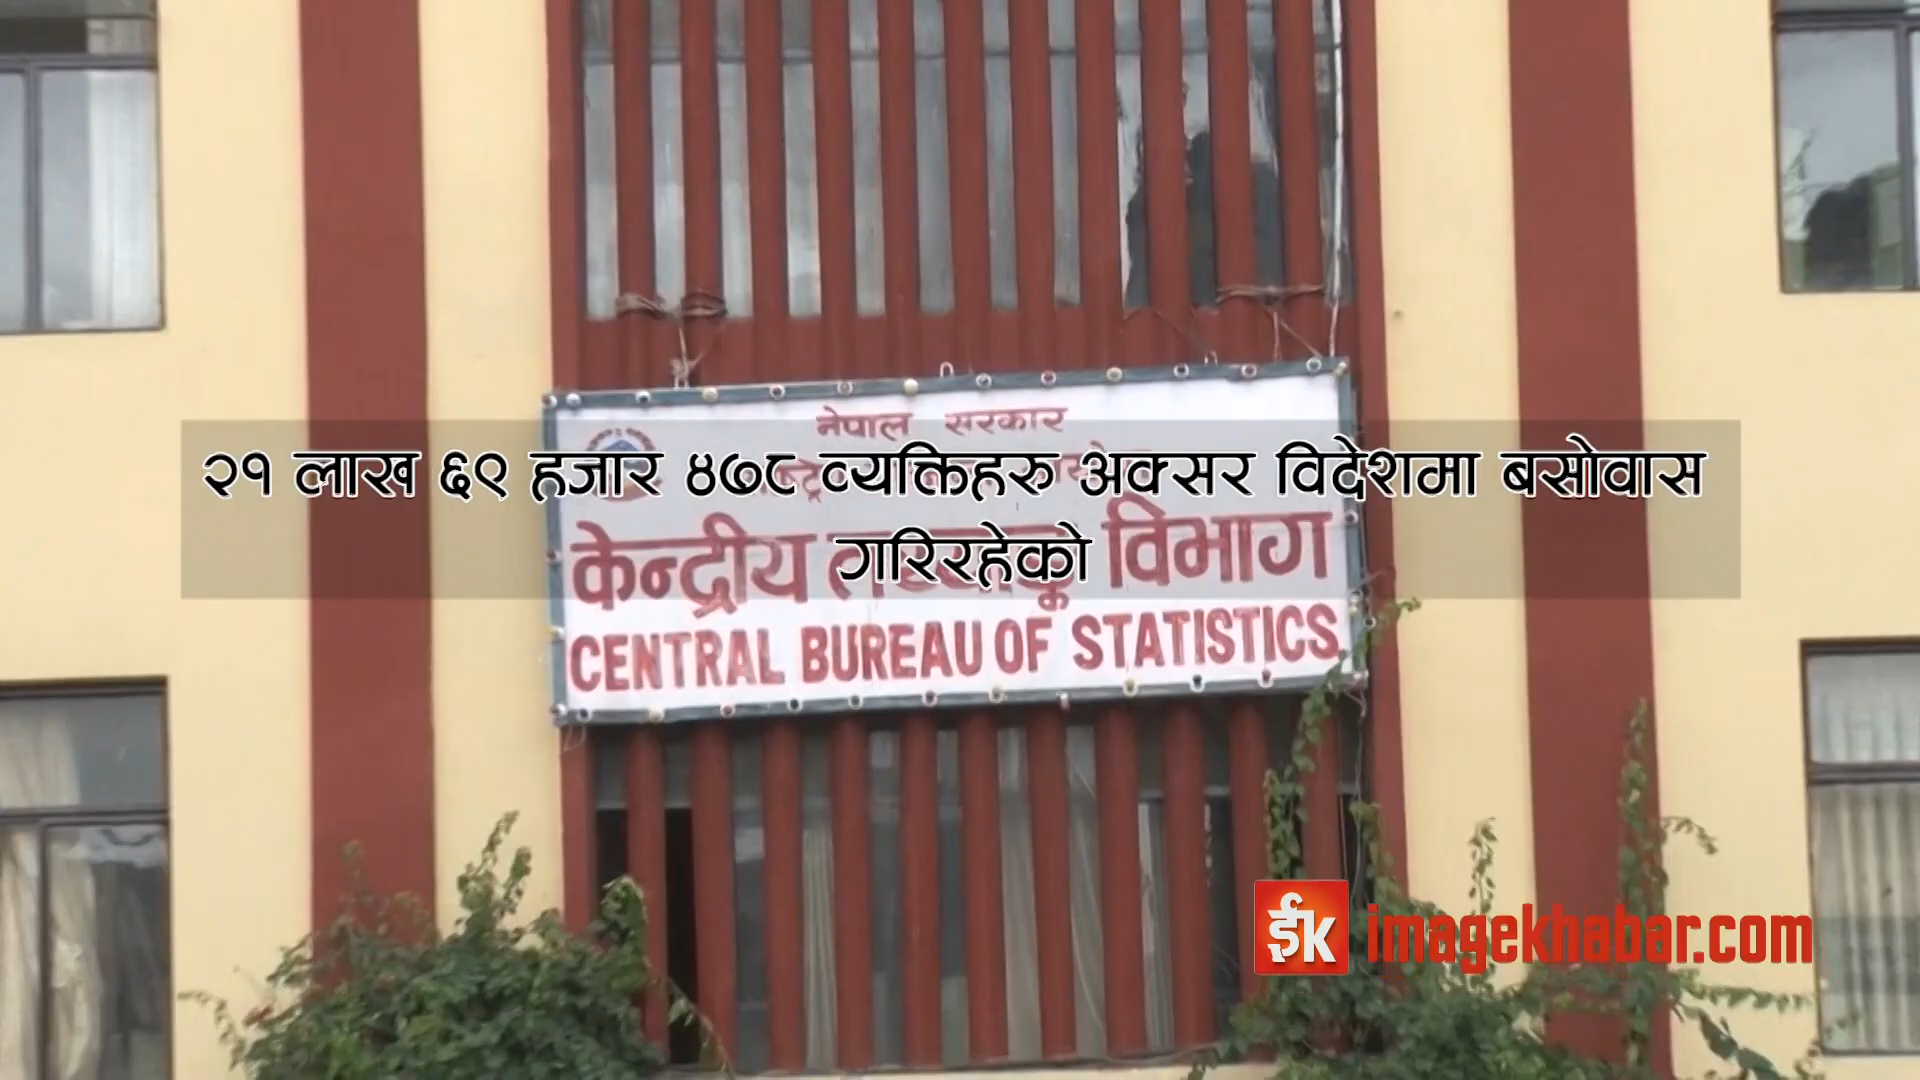 नेपाल सरकार
२१ लाख ६९ हजार ४७८ व्यक्तिहरु अक्सर विदेशमा बसोवास
गरिरहेको
केन्द्रीय विभाग
CENTRAL BUREAU OF STATISTICS
ईk imagekhabar.com